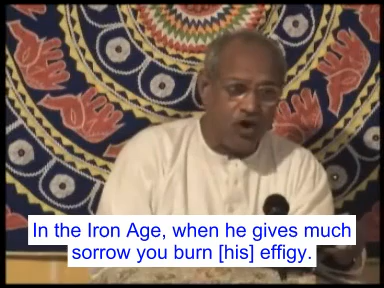 In the Iron Age, when he gives much
sorrow you burn [his] effigy.